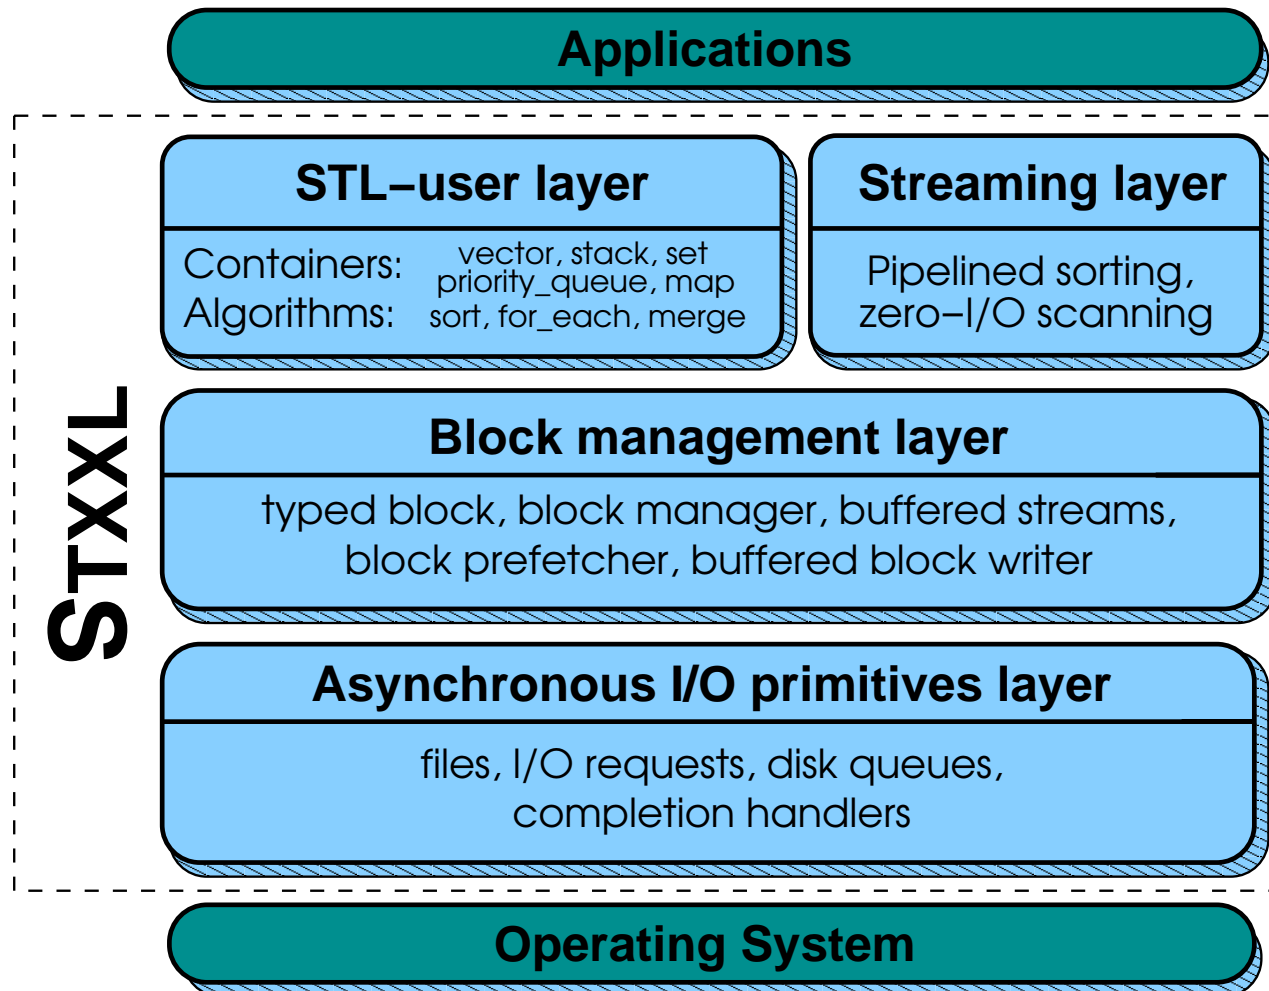 Applications
STXXL
STL–user layer
Containers: vector, stack, set
priority_queue, map
Algorithms: sort, for_each, merge
Streaming layer
Pipelined sorting,
zero–I/O scanning
Block management layer
typed block, block manager, buffered streams,
block prefetcher, buffered block writer
Asynchronous I/O primitives layer
files, I/O requests, disk queues,
completion handlers
Operating System